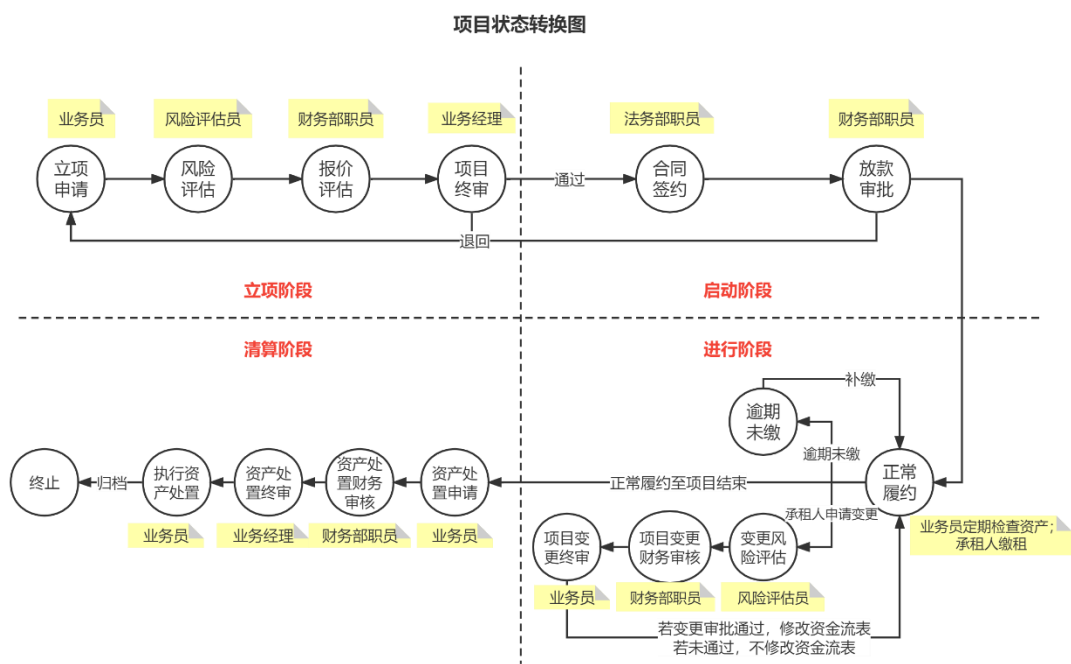 项目状态转换图
业务员
风险评估员
财务部职员
业务经理
法务部职员
财务部职员
立项
申请
风险
评估
报价
评估
项目
终审
通过
合同
签约
放款
审批
退回
立项阶段
启动阶段
清算阶段
进行阶段
补缴
逾期
未缴
逾期未缴
终止
归档
执行资
产处置
资产处
置终审
资产处
置财务
审核
资产处
置申请
正常履约至项目结束
正常
履约
业务员
业务经理
财务部职员
业务员
承租人申请变更
业务员定期检查资产；
承租人缴租
项目变
更终审
项目变更
财务审核
变更风
险评估
业务员
财务部职员
风险评估员
若变更审批通过，修改资金流表
若未通过，不修改资金流表